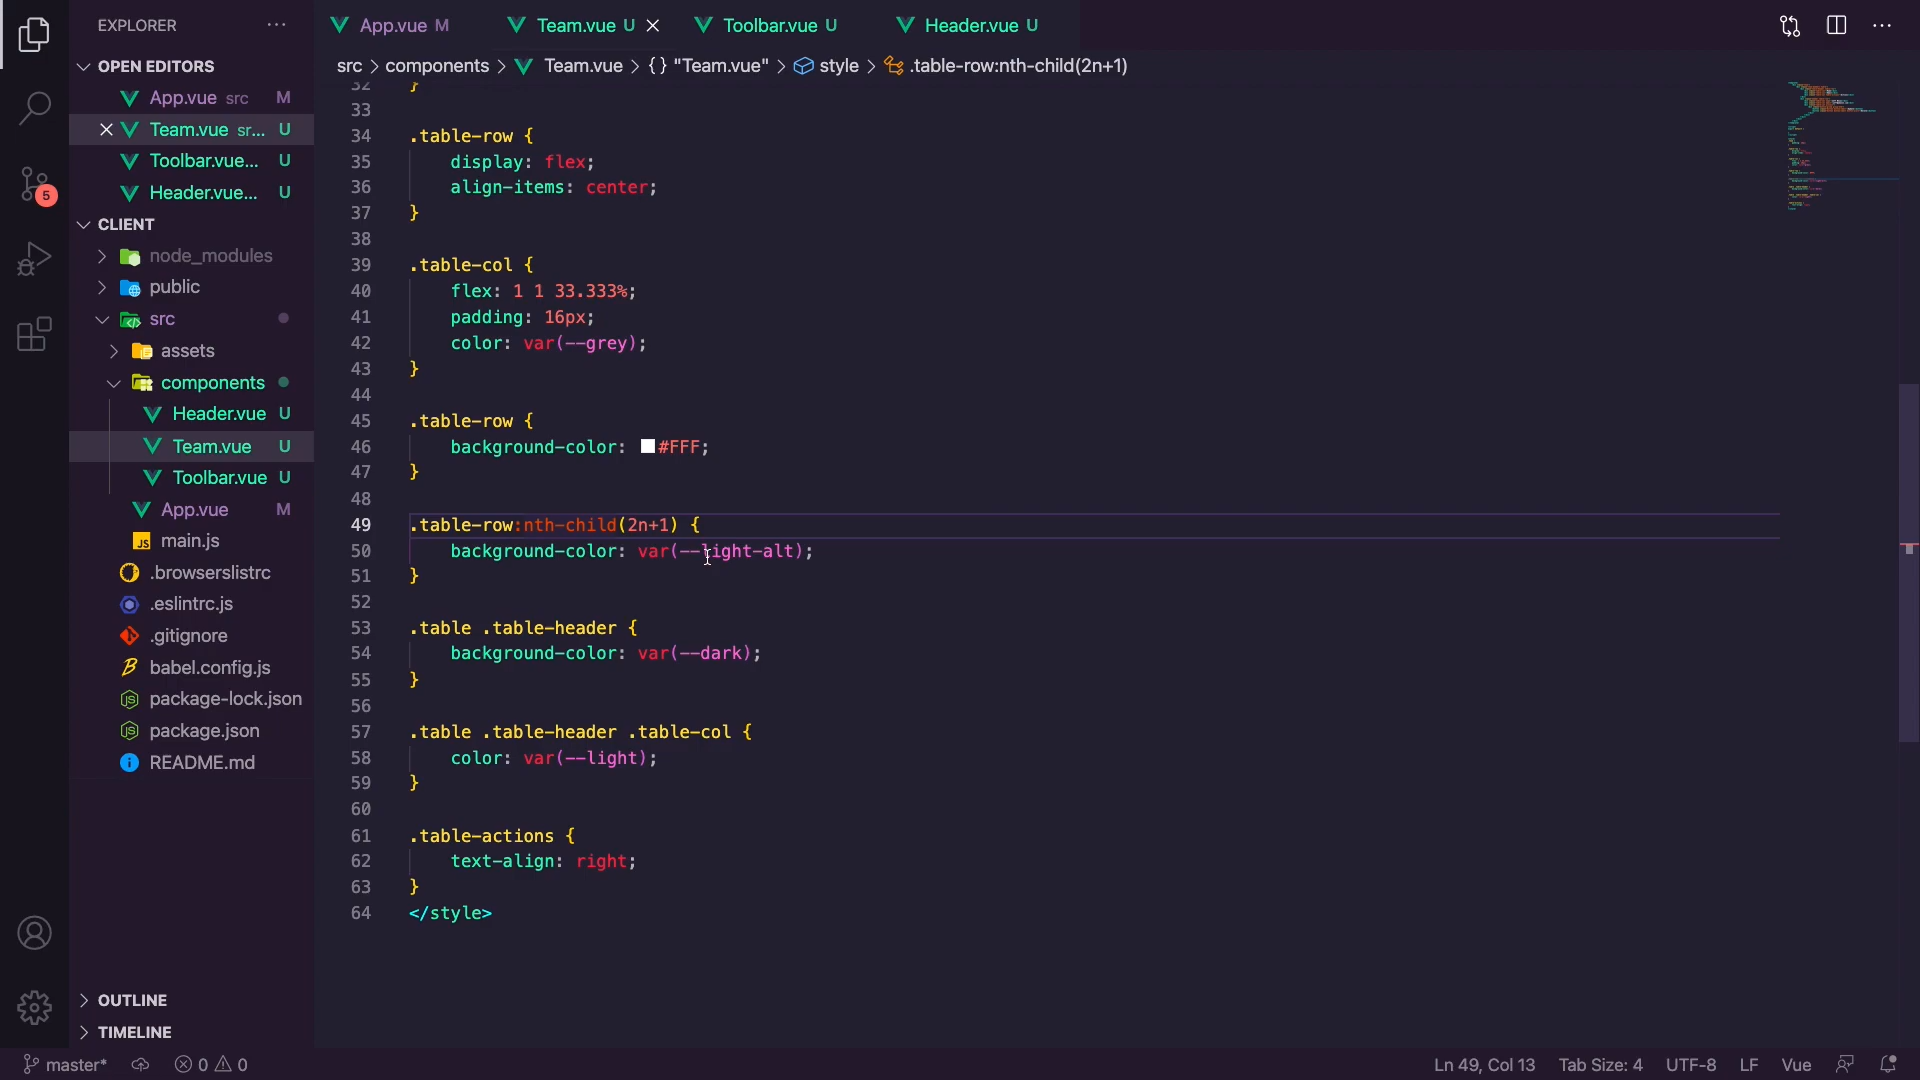 EXPLORER
OPEN EDITORS
App.vue src M
Team.vue sr... U
Toolbar.vue... U
Header.vue... U
CLIENT
node_modules
public
src
assets
components
Header.vue U
Team.vue U
Toolbar.vue U
App.vue M
main.js
.browserslistrc
.eslintrc.js
.gitignore
babel.config.js
package-lock.json
package.json
README.md
OUTLINE
TIMELINE
5
App.vue M Team.vue U Toolbar.vue U Header.vue U
src > components > Team.vue > {} "Team.vue" > style > .table-row:nth-child(2n+1)
32 }
33
34 .table-row {
35 display: flex;
36 align-items: center;
37 }
38
39 .table-col {
40 flex: 1 1 33.333%;
41 padding: 16px;
42 color: var(--grey);
43 }
44
45 .table-row {
46 background-color: #FFF;
47 }
48
49 .table-row:nth-child(2n+1) {
50 background-color: var(--light-alt);
51 }
52
53 .table .table-header {
54 background-color: var(--dark);
55 }
56
57 .table .table-header .table-col {
58 color: var(--light);
59 }
60
61 .table-actions {
62 text-align: right;
63 }
64 </style>
master* 0 0 Ln 49, Col 13 Tab Size: 4 UTF-8 LF Vue